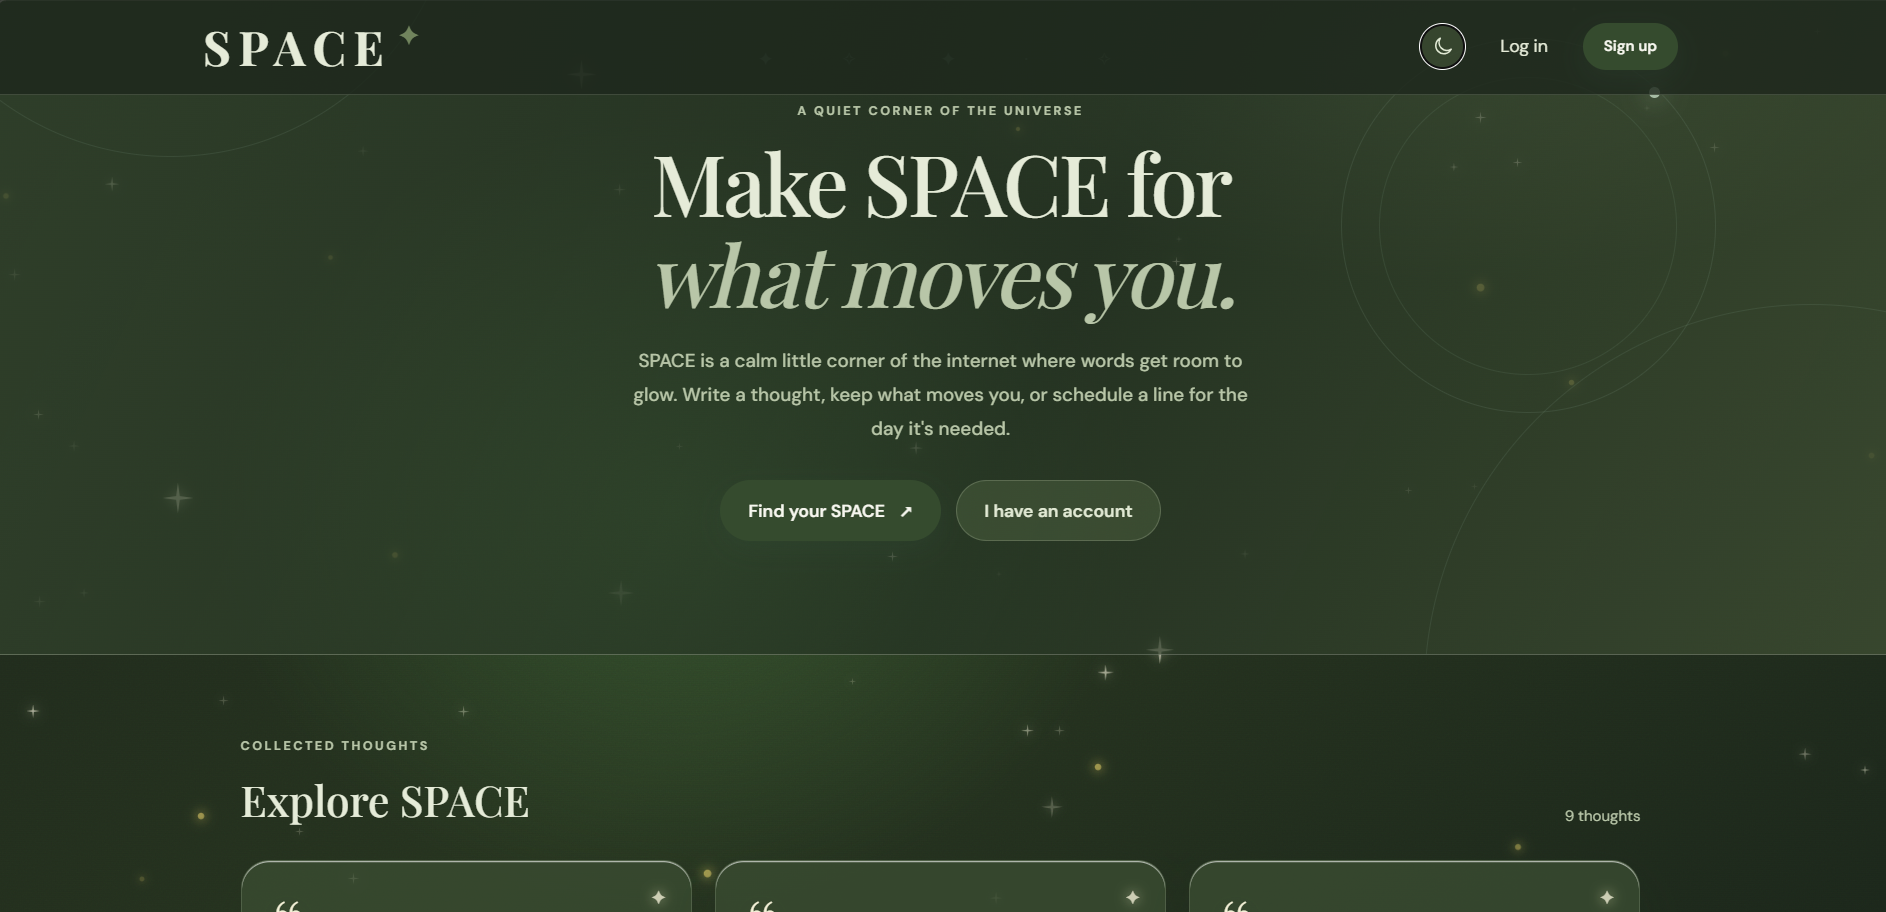 SPACE
Log in
Sign up
A QUIET CORNER OF THE UNIVERSE
Make SPACE for
what moves you.
SPACE is a calm little corner of the internet where words get room to
glow. Write a thought, keep what moves you, or schedule a line for the
day it's needed.
Find your SPACE ↗
I have an account
COLLECTED THOUGHTS
Explore SPACE
9 thoughts